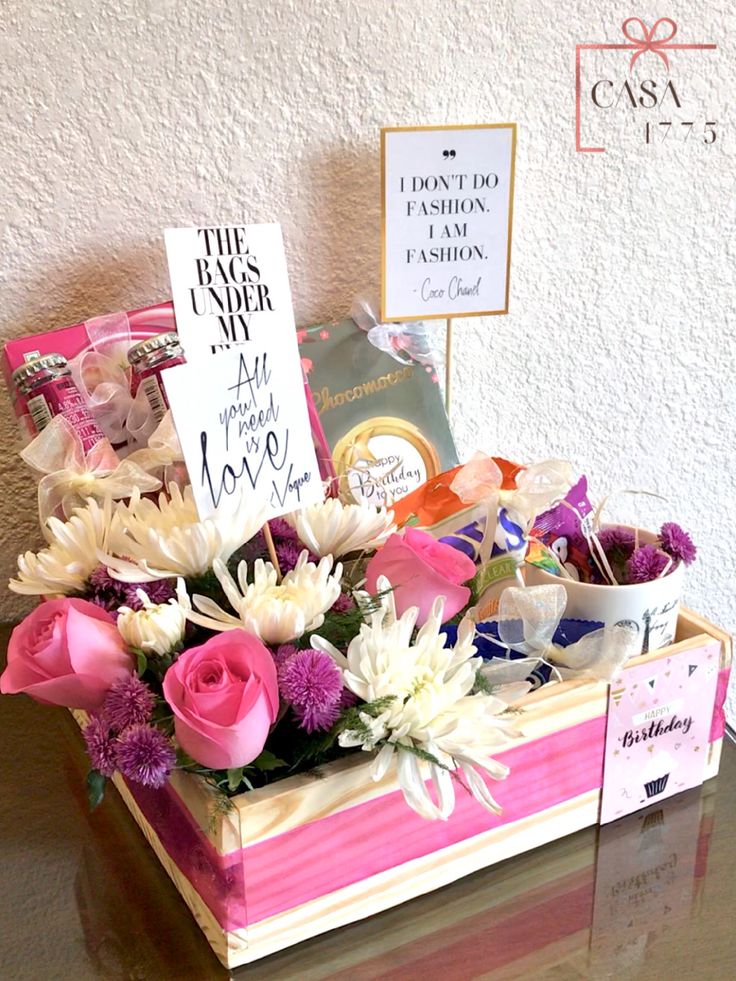 CASA
1775
”
I DON'T DO
FASHION.
I AM
FASHION.
- Coco Chanel
THE
BAGS
UNDER
MY
All
you need
is
love
Vogue
Chocomocco
Happy
Birthday
to you
HAPPY
Birthday